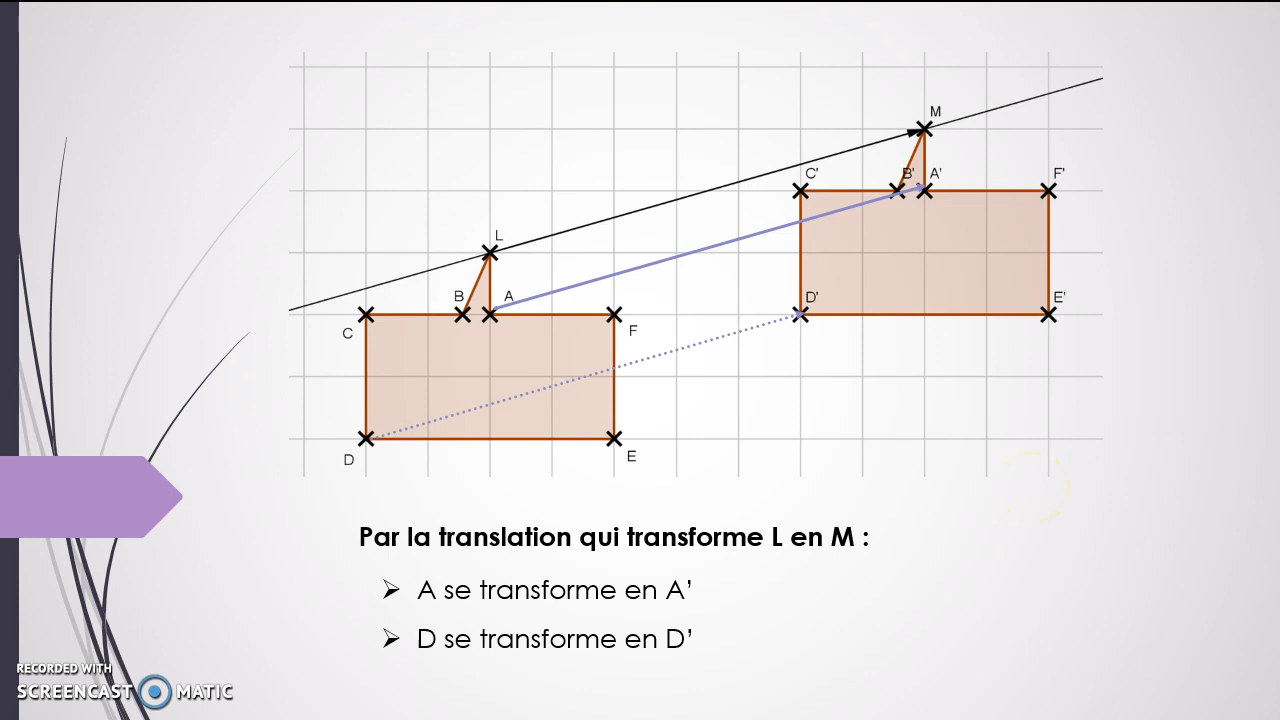 M
C'
B'
A'
F'
L
B
A
D'
E'
C
F
D
E
Par la translation qui transforme L en M :
A se transforme en A’
D se transforme en D’
RECORDED WITH
SCREENCAST MATIC